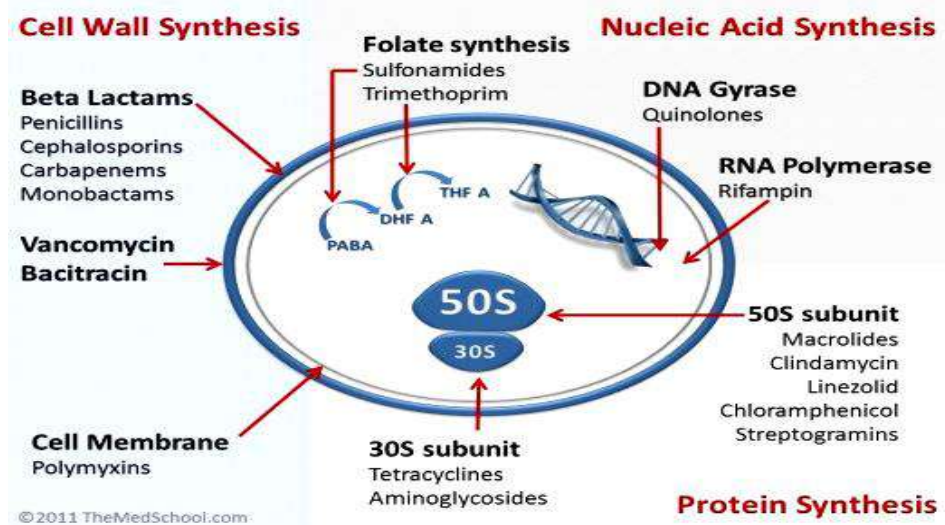 Cell Wall Synthesis
Nucleic Acid Synthesis
Folate synthesis
Sulfonamides
Trimethoprim
Beta Lactams
Penicillins
Cephalosporins
Carbapenems
Monobactams
DNA Gyrase
Quinolones
RNA Polymerase
Rifampin
THF A
DHF A
PABA
Vancomycin
Bacitracin
50S
30S
50S subunit
Macrolides
Clindamycin
Linezolid
Chloramphenicol
Streptogramins
Cell Membrane
Polymyxins
30S subunit
Tetracyclines
Aminoglycosides
Protein Synthesis
©2011 TheMedSchool.com